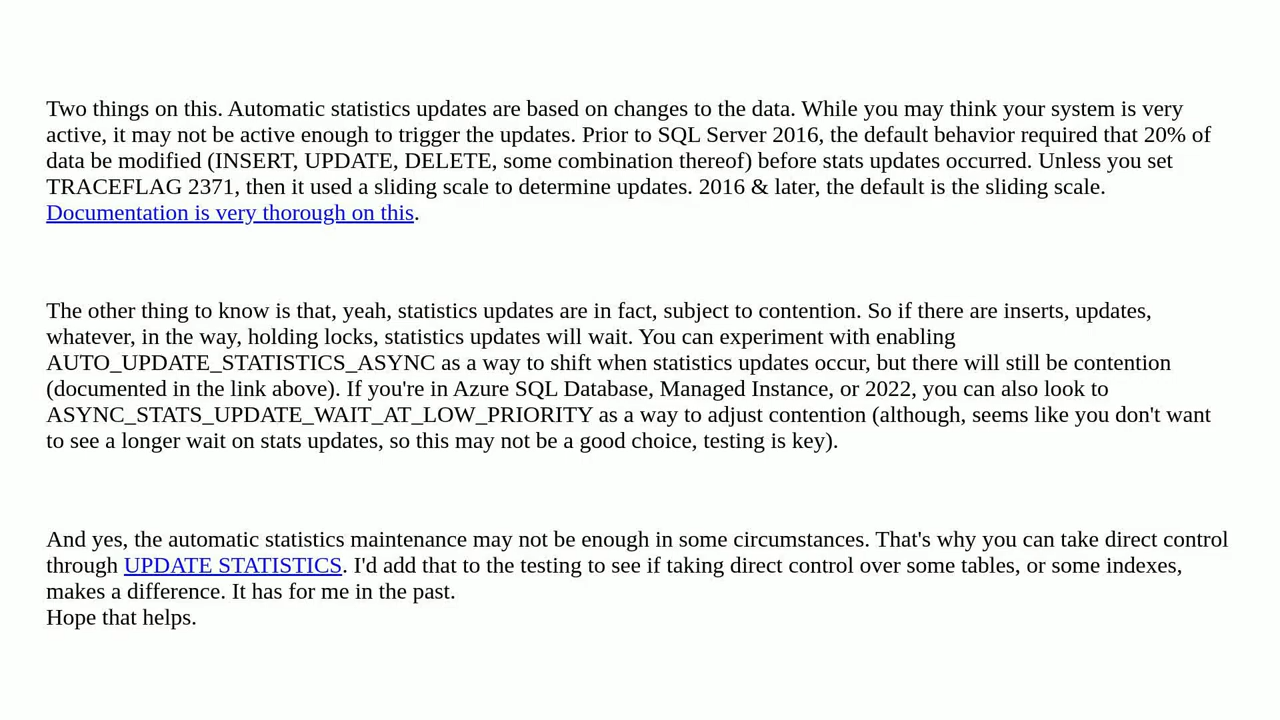 Two things on this. Automatic statistics updates are based on changes to the data. While you may think your system is very
active, it may not be active enough to trigger the updates. Prior to SQL Server 2016, the default behavior required that 20% of
data be modified (INSERT, UPDATE, DELETE, some combination thereof) before stats updates occurred. Unless you set
TRACEFLAG 2371, then it used a sliding scale to determine updates. 2016 & later, the default is the sliding scale.
Documentation is very thorough on this.
The other thing to know is that, yeah, statistics updates are in fact, subject to contention. So if there are inserts, updates,
whatever, in the way, holding locks, statistics updates will wait. You can experiment with enabling
AUTO_UPDATE_STATISTICS_ASYNC as a way to shift when statistics updates occur, but there will still be contention
(documented in the link above). If you're in Azure SQL Database, Managed Instance, or 2022, you can also look to
ASYNC_STATS_UPDATE_WAIT_AT_LOW_PRIORITY as a way to adjust contention (although, seems like you don't want
to see a longer wait on stats updates, so this may not be a good choice, testing is key).
And yes, the automatic statistics maintenance may not be enough in some circumstances. That's why you can take direct control
through UPDATE STATISTICS. I'd add that to the testing to see if taking direct control over some tables, or some indexes,
makes a difference. It has for me in the past.
Hope that helps.